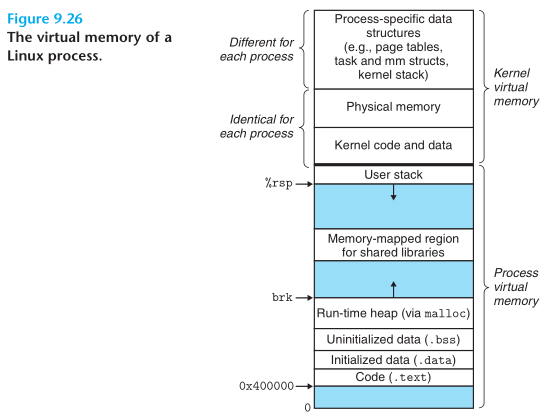 Figure 9.26
The virtual memory of a
Linux process.
Different for
each process
Process-specific data
structures
(e.g., page tables,
task and mm structs,
kernel stack)
Kernel
virtual
memory
Identical for
each process
Physical memory
Kernel code and data
User stack
%rsp
Memory-mapped region
for shared libraries
Process
virtual
memory
brk
Run-time heap (via malloc)
Uninitialized data (.bss)
Initialized data (.data)
Code (.text)
0x400000
0